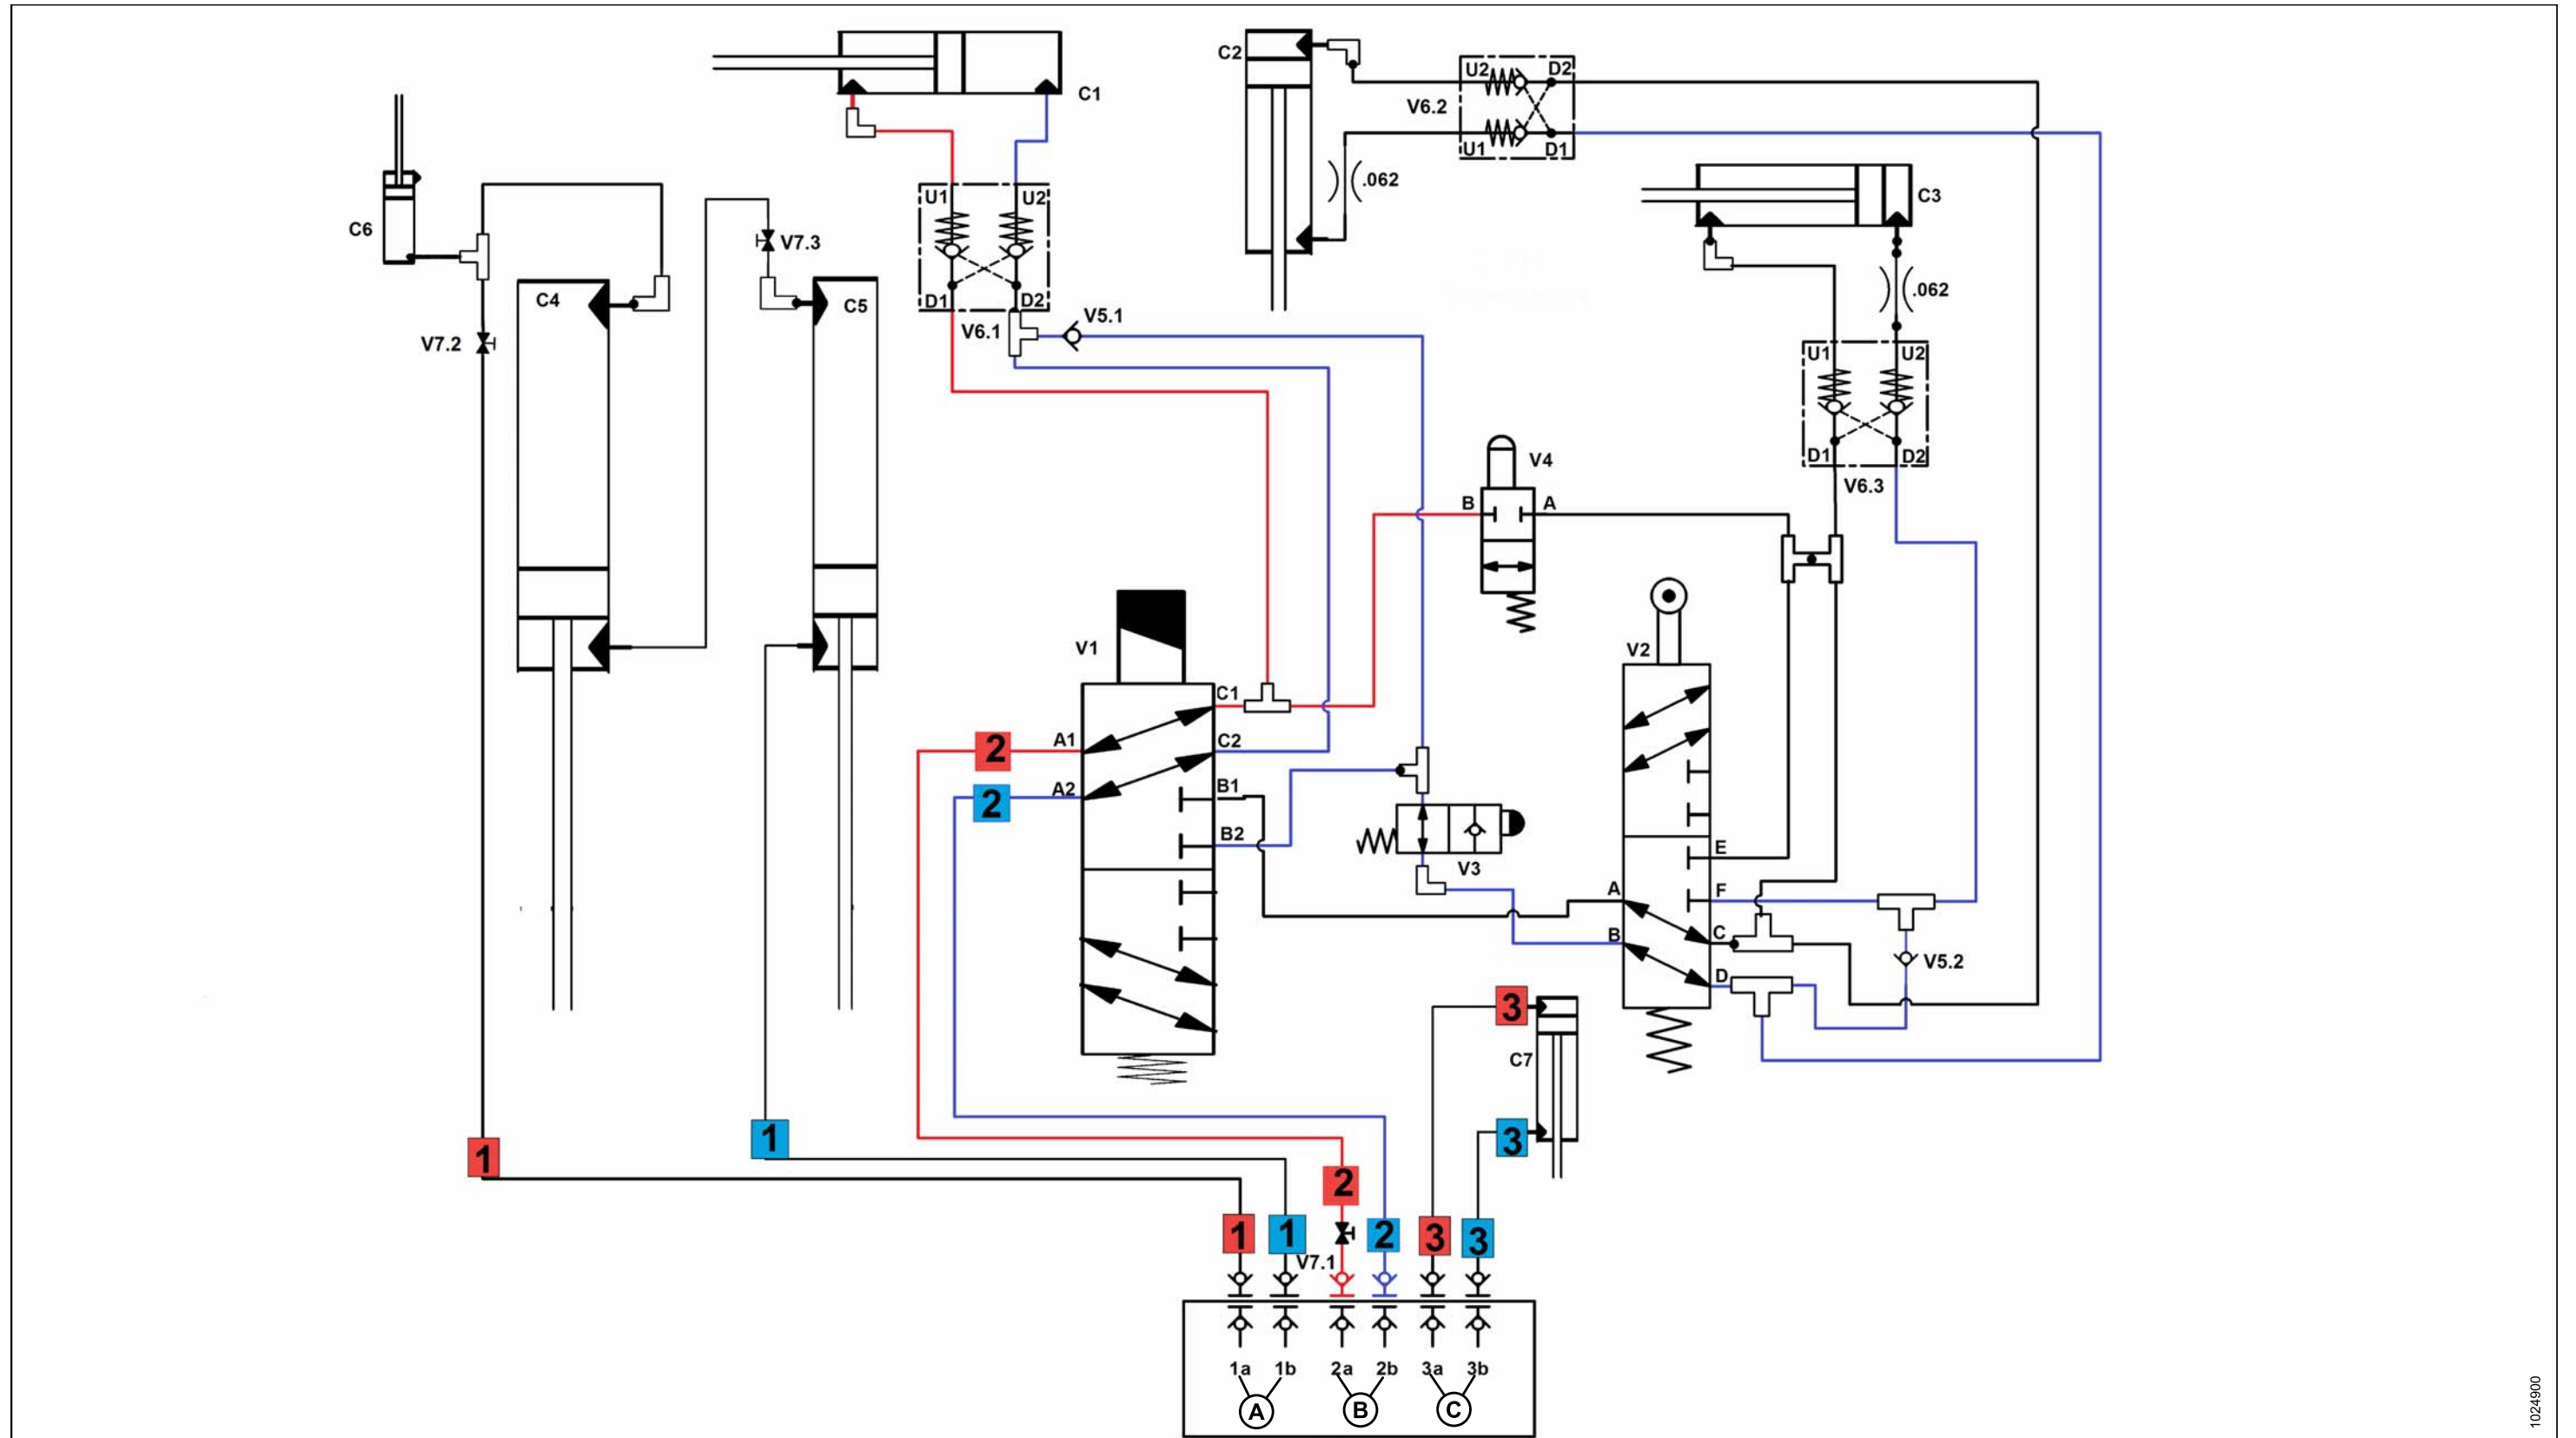 C1
C2
U2 D2
V6.2
U1 D1
.062
C3
C6
V7.3
U1 U2
C4
C5
D1 D2
V6.1
V5.1
.062
V7.2
U1 U2
D1 D2
V6.3
V4
B A
V1
V2
C1
2 A1
C2
2 A2
B1
B2
V3
E
A F
B C
V5.2
D
3
C7
3
1
1
2
1 1 2 3 3
V7.1
1a 1b 2a 2b 3a 3b
A B C
1024900